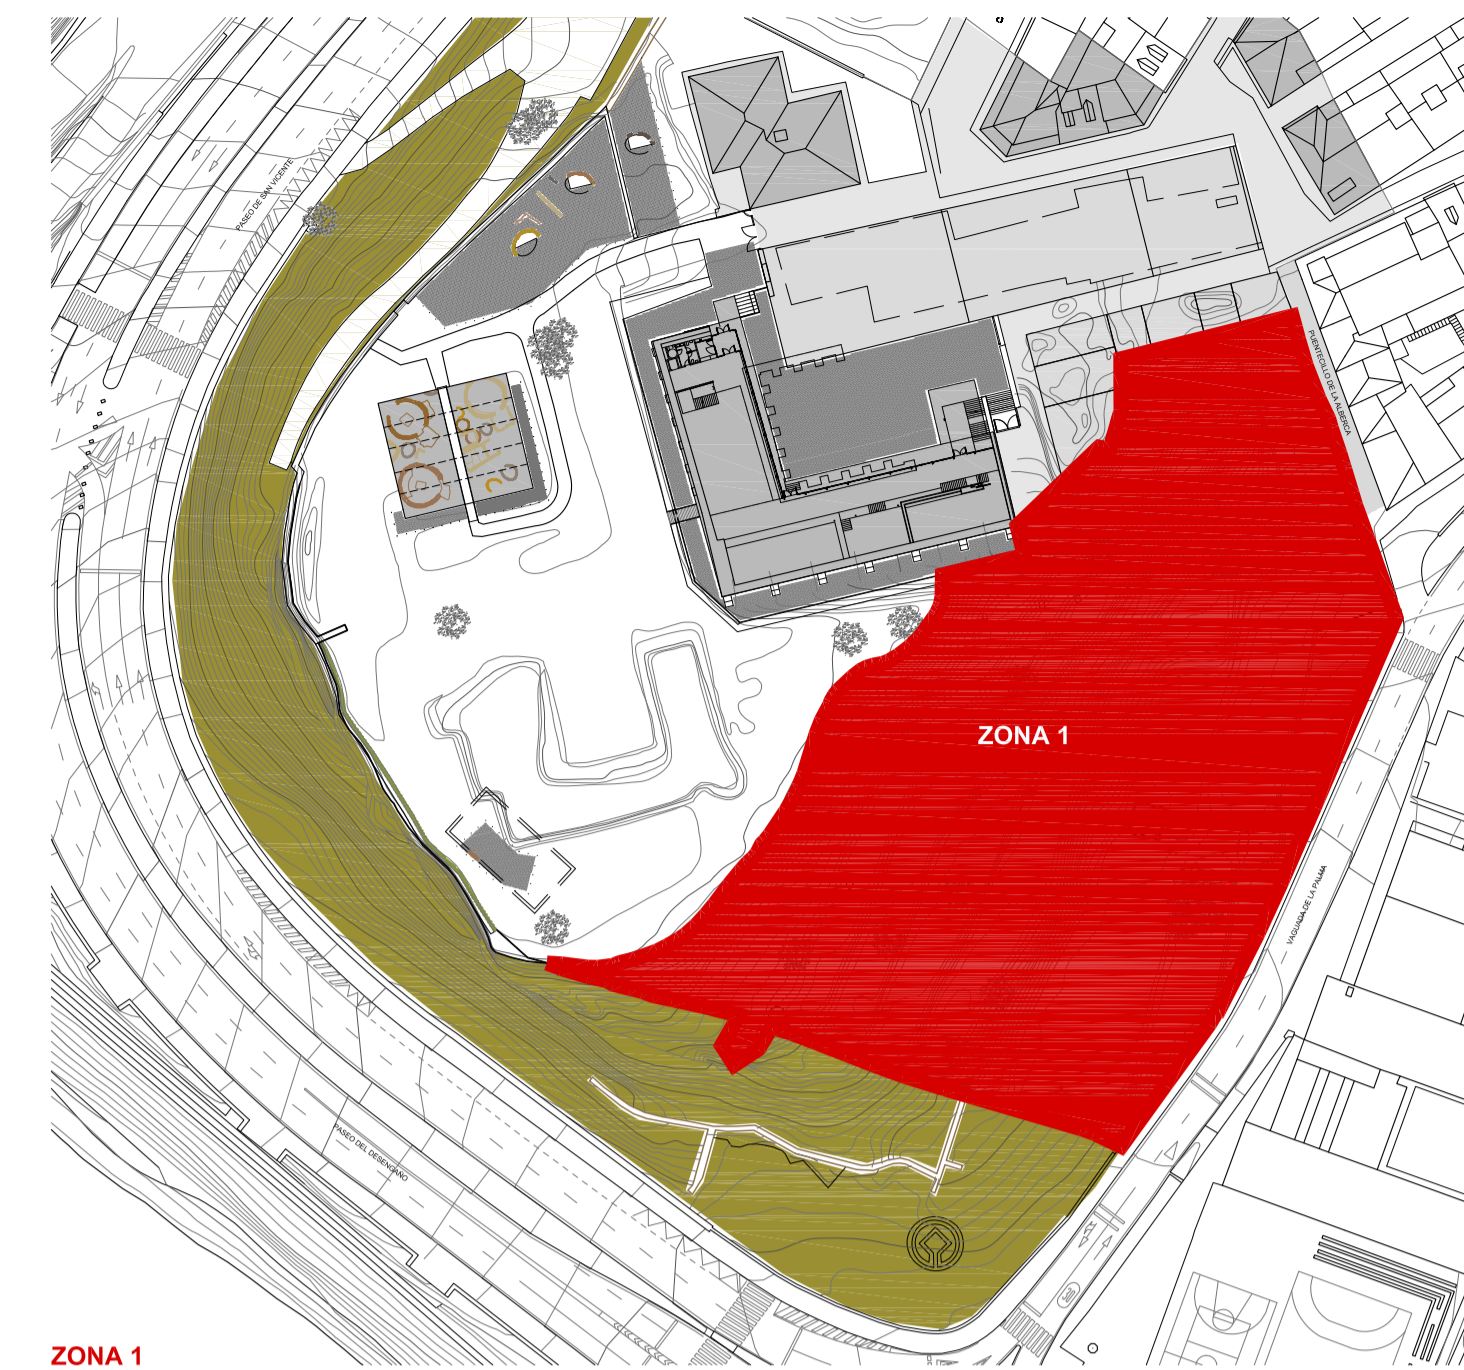 PASEO DE SAN VICENTE
PUENTECILLO DE LA ALBERCA
ZONA 1
VAGUADA DE LA PALMA
PASEO DEL DESENGAÑO
30
ZONA 1